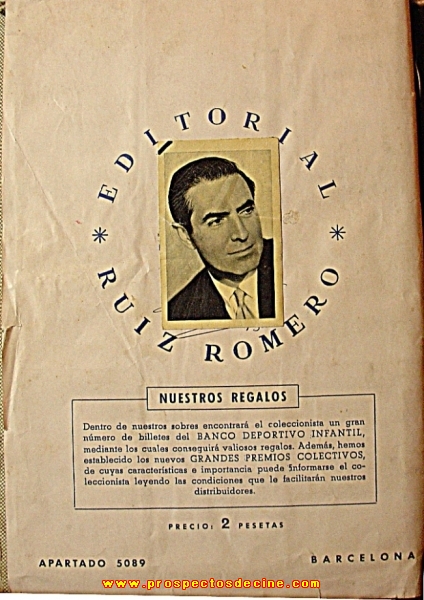 EDITORIAL
* RUIZ ROMERO *
NUESTROS REGALOS
Dentro de nuestros sobres encontrará el coleccionista un gran
número de billetes del BANCO DEPORTIVO INFANTIL,
mediante los cuales conseguirá valiosos regalos. Además, hemos
establecido los nuevos GRANDES PREMIOS COLECTIVOS,
de cuyas características e importancia puede informarse el co-
leccionista leyendo las condiciones que le facilitarán nuestros
distribuidores.
PRECIO: 2 PESETAS
APARTADO 5089
BARCELONA
www.prospectosdecine.com